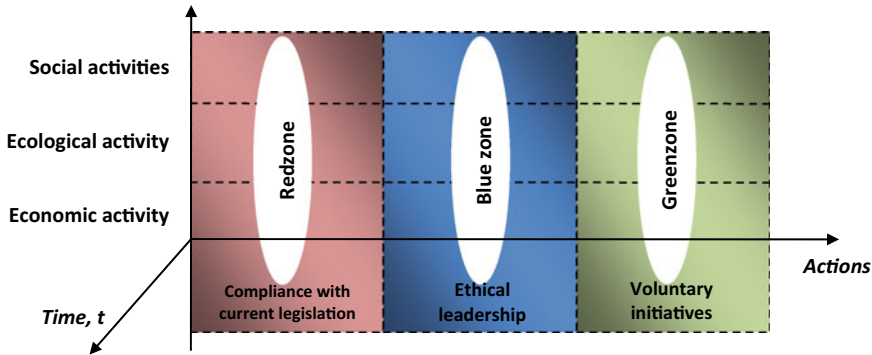 Social activities
Ecological activity
Economic activity
Redzone
Blue zone
Greenzone
Actions
Compliance with
current legislation
Ethical
leadership
Voluntary
initiatives
Time, t